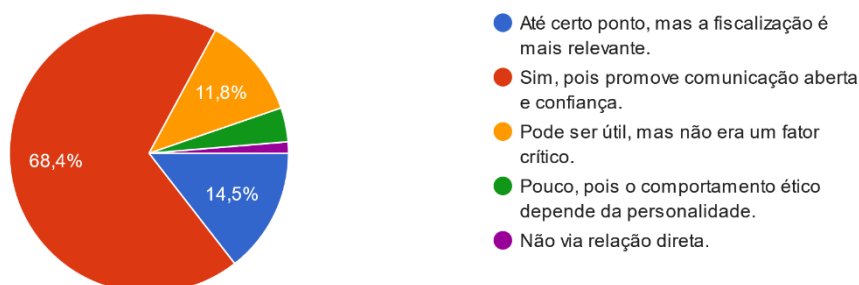 Até certo ponto, mas a fiscalização é
mais relevante.
Sim, pois promove comunicação aberta
e confiança.
Pode ser útil, mas não era um fator
crítico.
Pouco, pois o comportamento ético
depende da personalidade.
Não via relação direta.
11,8%
68,4%
14,5%